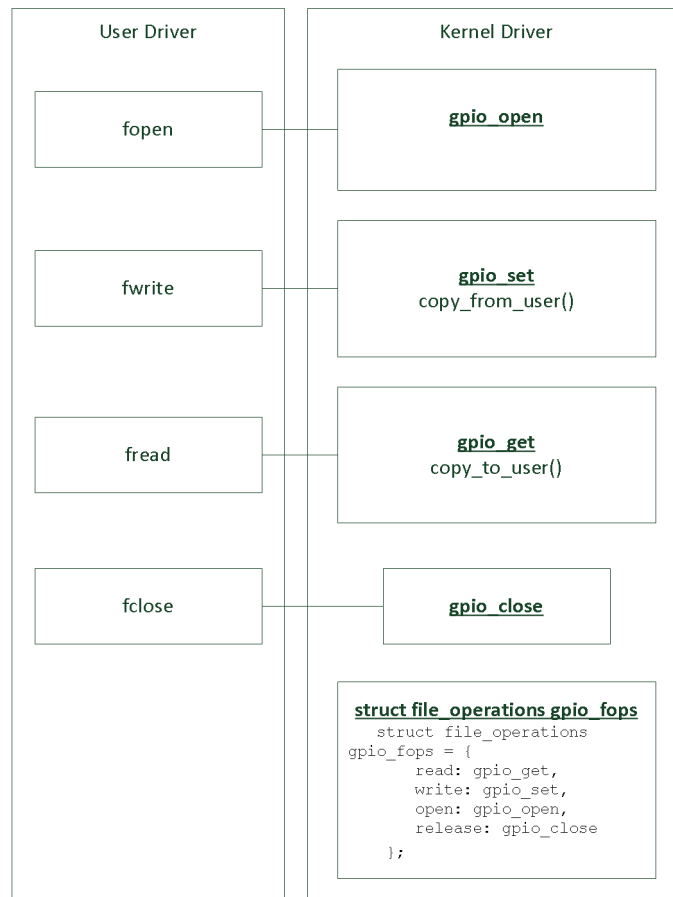 User Driver
Kernel Driver
fopen
gpio_open
fwrite
gpio_set
copy_from_user()
fread
gpio_get
copy_to_user()
fclose
gpio_close
struct file_operations gpio_fops
struct file_operations
gpio_fops = {
read: gpio_get,
write: gpio_set,
open: gpio_open,
release: gpio_close
};